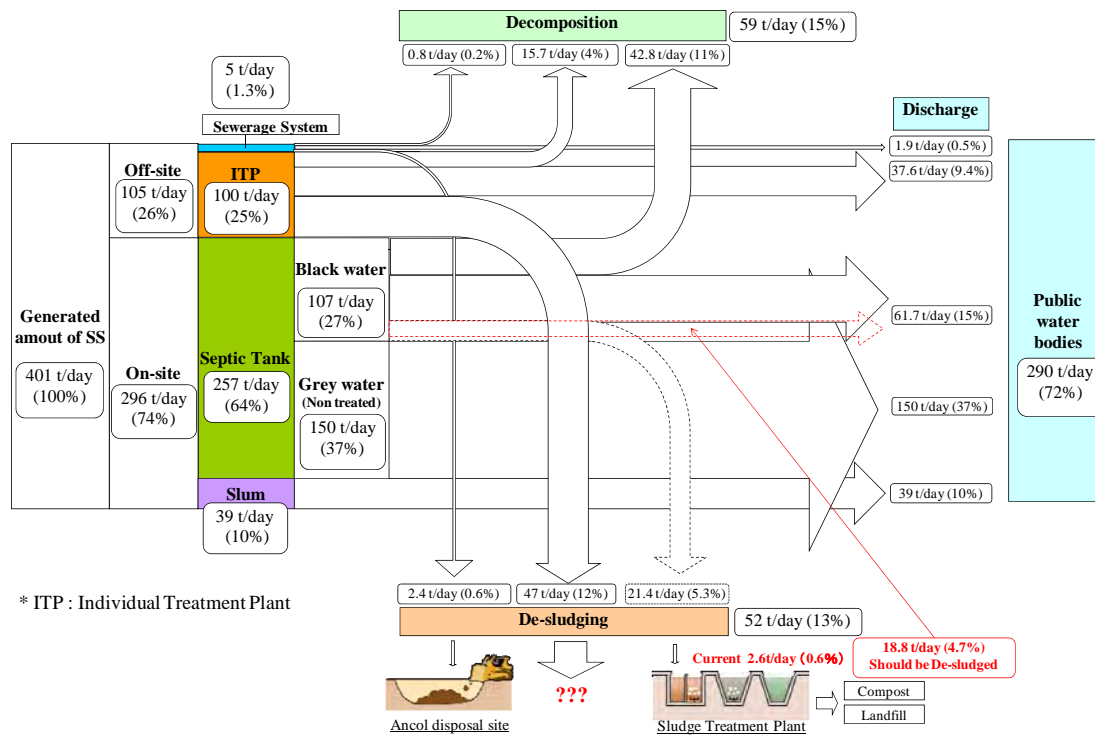 Decomposition
59 t/day (15%)
0.8 t/day (0.2%)
15.7 t/day (4%)
42.8 t/day (11%)
5 t/day
(1.3%)
Sewerage System
Discharge
1.9 t/day (0.5%)
37.6 t/day (9.4%)
Off-site
105 t/day
(26%)
ITP
100 t/day
(25%)
Black water
107 t/day
(27%)
61.7 t/day (15%)
Generated
amout of SS
401 t/day
(100%)
On-site
296 t/day
(74%)
Septic Tank
257 t/day
(64%)
Grey water
(Non treated)
150 t/day
(37%)
150 t/day (37%)
Public
water
bodies
290 t/day
(72%)
Slum
39 t/day
(10%)
39 t/day (10%)
* ITP : Individual Treatment Plant
2.4 t/day (0.6%)
47 t/day (12%)
21.4 t/day (5.3%)
De-sludging
52 t/day (13%)
18.8 t/day (4.7%)
Should be De-sludged
Current 2.6t/day (0.6%)
???
Ancol disposal site
Sludge Treatment Plant
Compost
Landfill